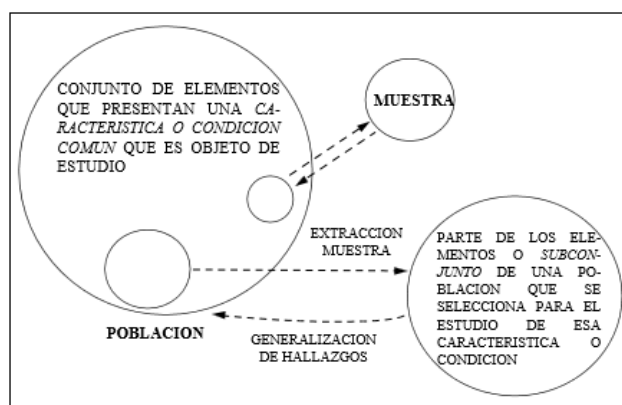 CONJUNTO DE ELEMENTOS
QUE PRESENTAN UNA CA-
RACTERISTICA O CONDICION
COMUN QUE ES OBJETO DE
ESTUDIO
MUESTRA
EXTRACCION
MUESTRA
PARTE DE LOS ELE-
MENTOS O SUBCON-
JUNTO DE UNA PO-
BLACION QUE SE
SELECCIONA PARA EL
ESTUDIO DE ESA
CARACTERISTICA O
CONDICION
POBLACION
GENERALIZACION
DE HALLAZGOS